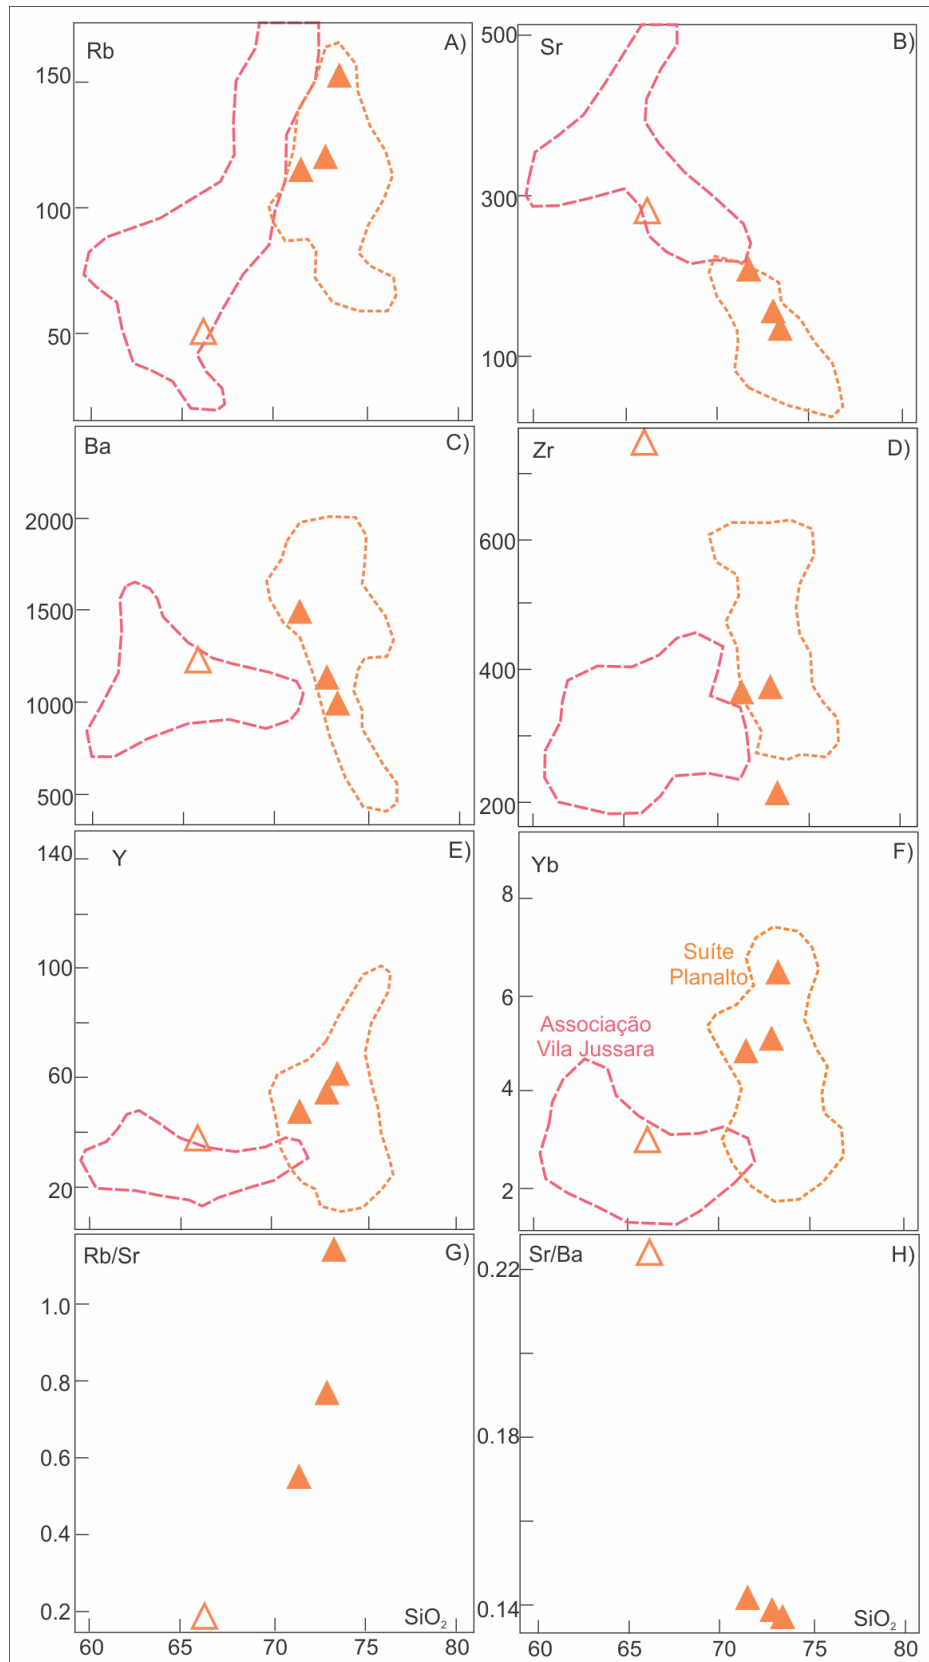 Rb
A)
150
100
50
Sr
B)
500
300
100
Ba
C)
2000
1500
1000
500
Zr
D)
600
400
200
Y
E)
140
100
60
20
Yb
F)
8
6
4
2
Suíte
Planalto
Associação
Vila Jussara
Rb/Sr
G)
1.0
0.8
0.6
0.4
0.2
SiO₂
60 65 70 75 80
Sr/Ba
H)
0.22
0.18
0.14
SiO₂
60 65 70 75 80